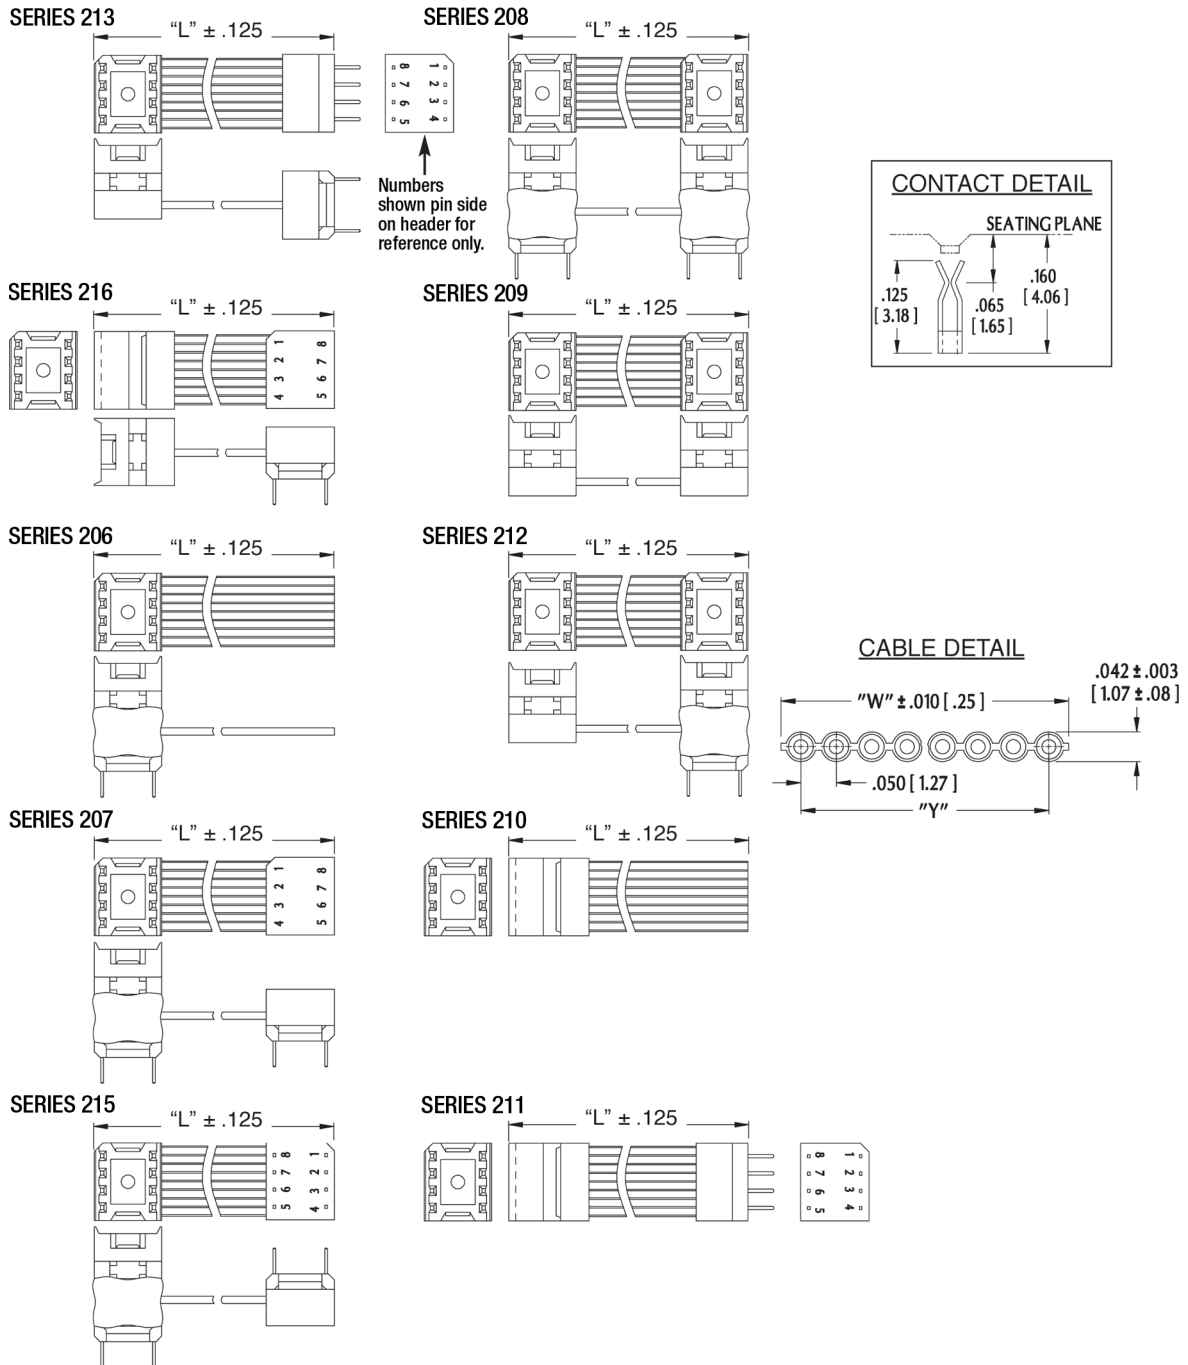 SERIES 213
"L" ± .125
8 1
7 2
6 3
5 4
Numbers
shown pin side
on header for
reference only.
SERIES 208
"L" ± .125
CONTACT DETAIL
SEATING PLANE
.125
[ 3.18 ]
.065
[ 1.65 ]
.160
[ 4.06 ]
SERIES 216
"L" ± .125
1 8
2 7
3 6
4 5
SERIES 209
"L" ± .125
SERIES 206
"L" ± .125
SERIES 212
"L" ± .125
CABLE DETAIL
.042 ± .003
[ 1.07 ± .08 ]
"W" ± .010 [ .25 ]
.050 [ 1.27 ]
"Y"
SERIES 207
"L" ± .125
1 8
2 7
3 6
4 5
SERIES 210
"L" ± .125
SERIES 215
"L" ± .125
8 1
7 2
6 3
5 4
SERIES 211
"L" ± .125
8 1
7 2
6 3
5 4